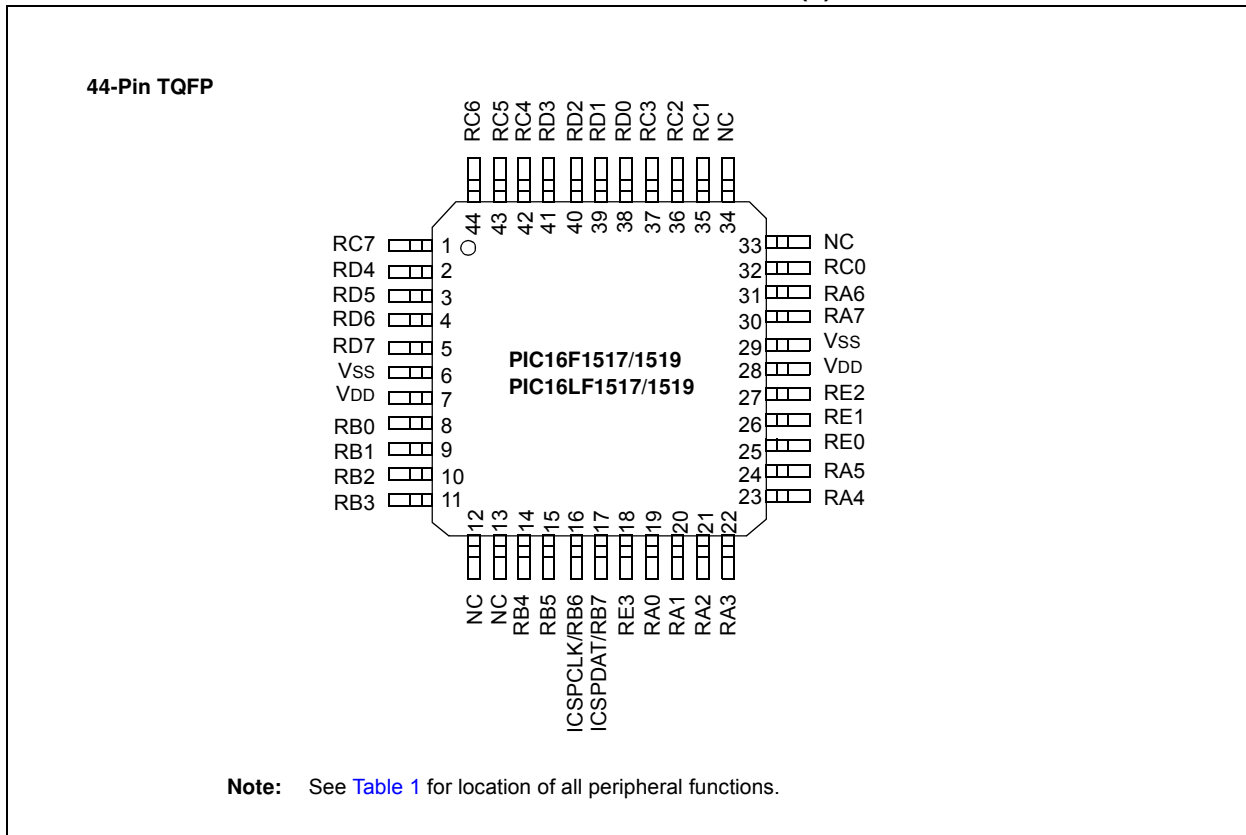 44-Pin TQFP
RC6
RC5
RC4
RD3
RD2
RD1
RD0
RC3
RC2
RC1
NC
44
43
42
41
40
39
38
37
36
35
34
RC7 1
RD4 2
RD5 3
RD6 4
RD7 5
VSS 6
VDD 7
RB0 8
RB1 9
RB2 10
RB3 11
PIC16F1517/1519
PIC16LF1517/1519
33 NC
32 RC0
31 RA6
30 RA7
29 VSS
28 VDD
27 RE2
26 RE1
25 RE0
24 RA5
23 RA4
12
13
14
15
16
17
18
19
20
21
22
NC
NC
RB4
RB5
ICSPCLK/RB6
ICSPDAT/RB7
RE3
RA0
RA1
RA2
RA3
Note: See Table 1 for location of all peripheral functions.